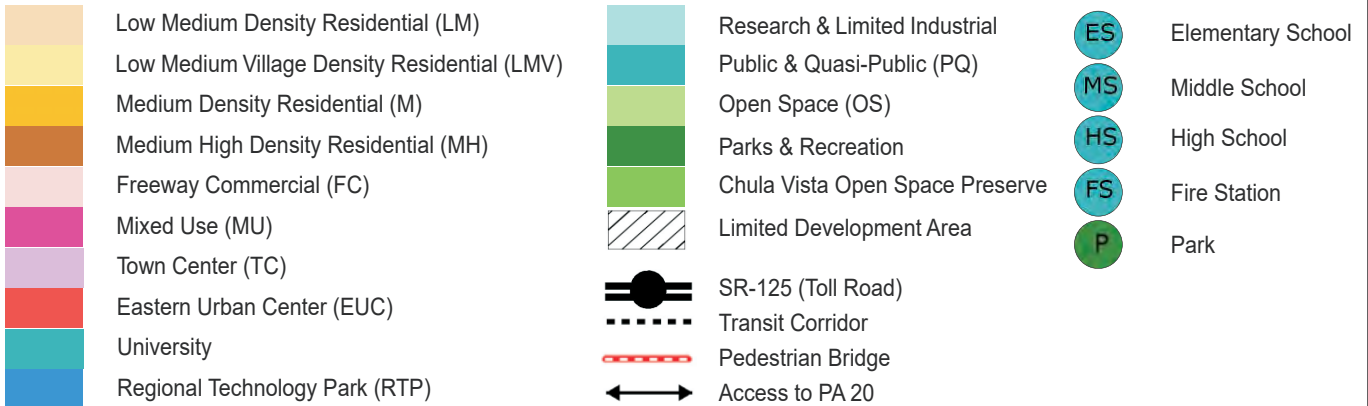 Low Medium Density Residential (LM)
Low Medium Village Density Residential (LMV)
Medium Density Residential (M)
Medium High Density Residential (MH)
Freeway Commercial (FC)
Mixed Use (MU)
Town Center (TC)
Eastern Urban Center (EUC)
University
Regional Technology Park (RTP)
Research & Limited Industrial
Public & Quasi-Public (PQ)
Open Space (OS)
Parks & Recreation
Chula Vista Open Space Preserve
Limited Development Area
SR-125 (Toll Road)
Transit Corridor
Pedestrian Bridge
Access to PA 20
ES Elementary School
MS Middle School
HS High School
FS Fire Station
P Park